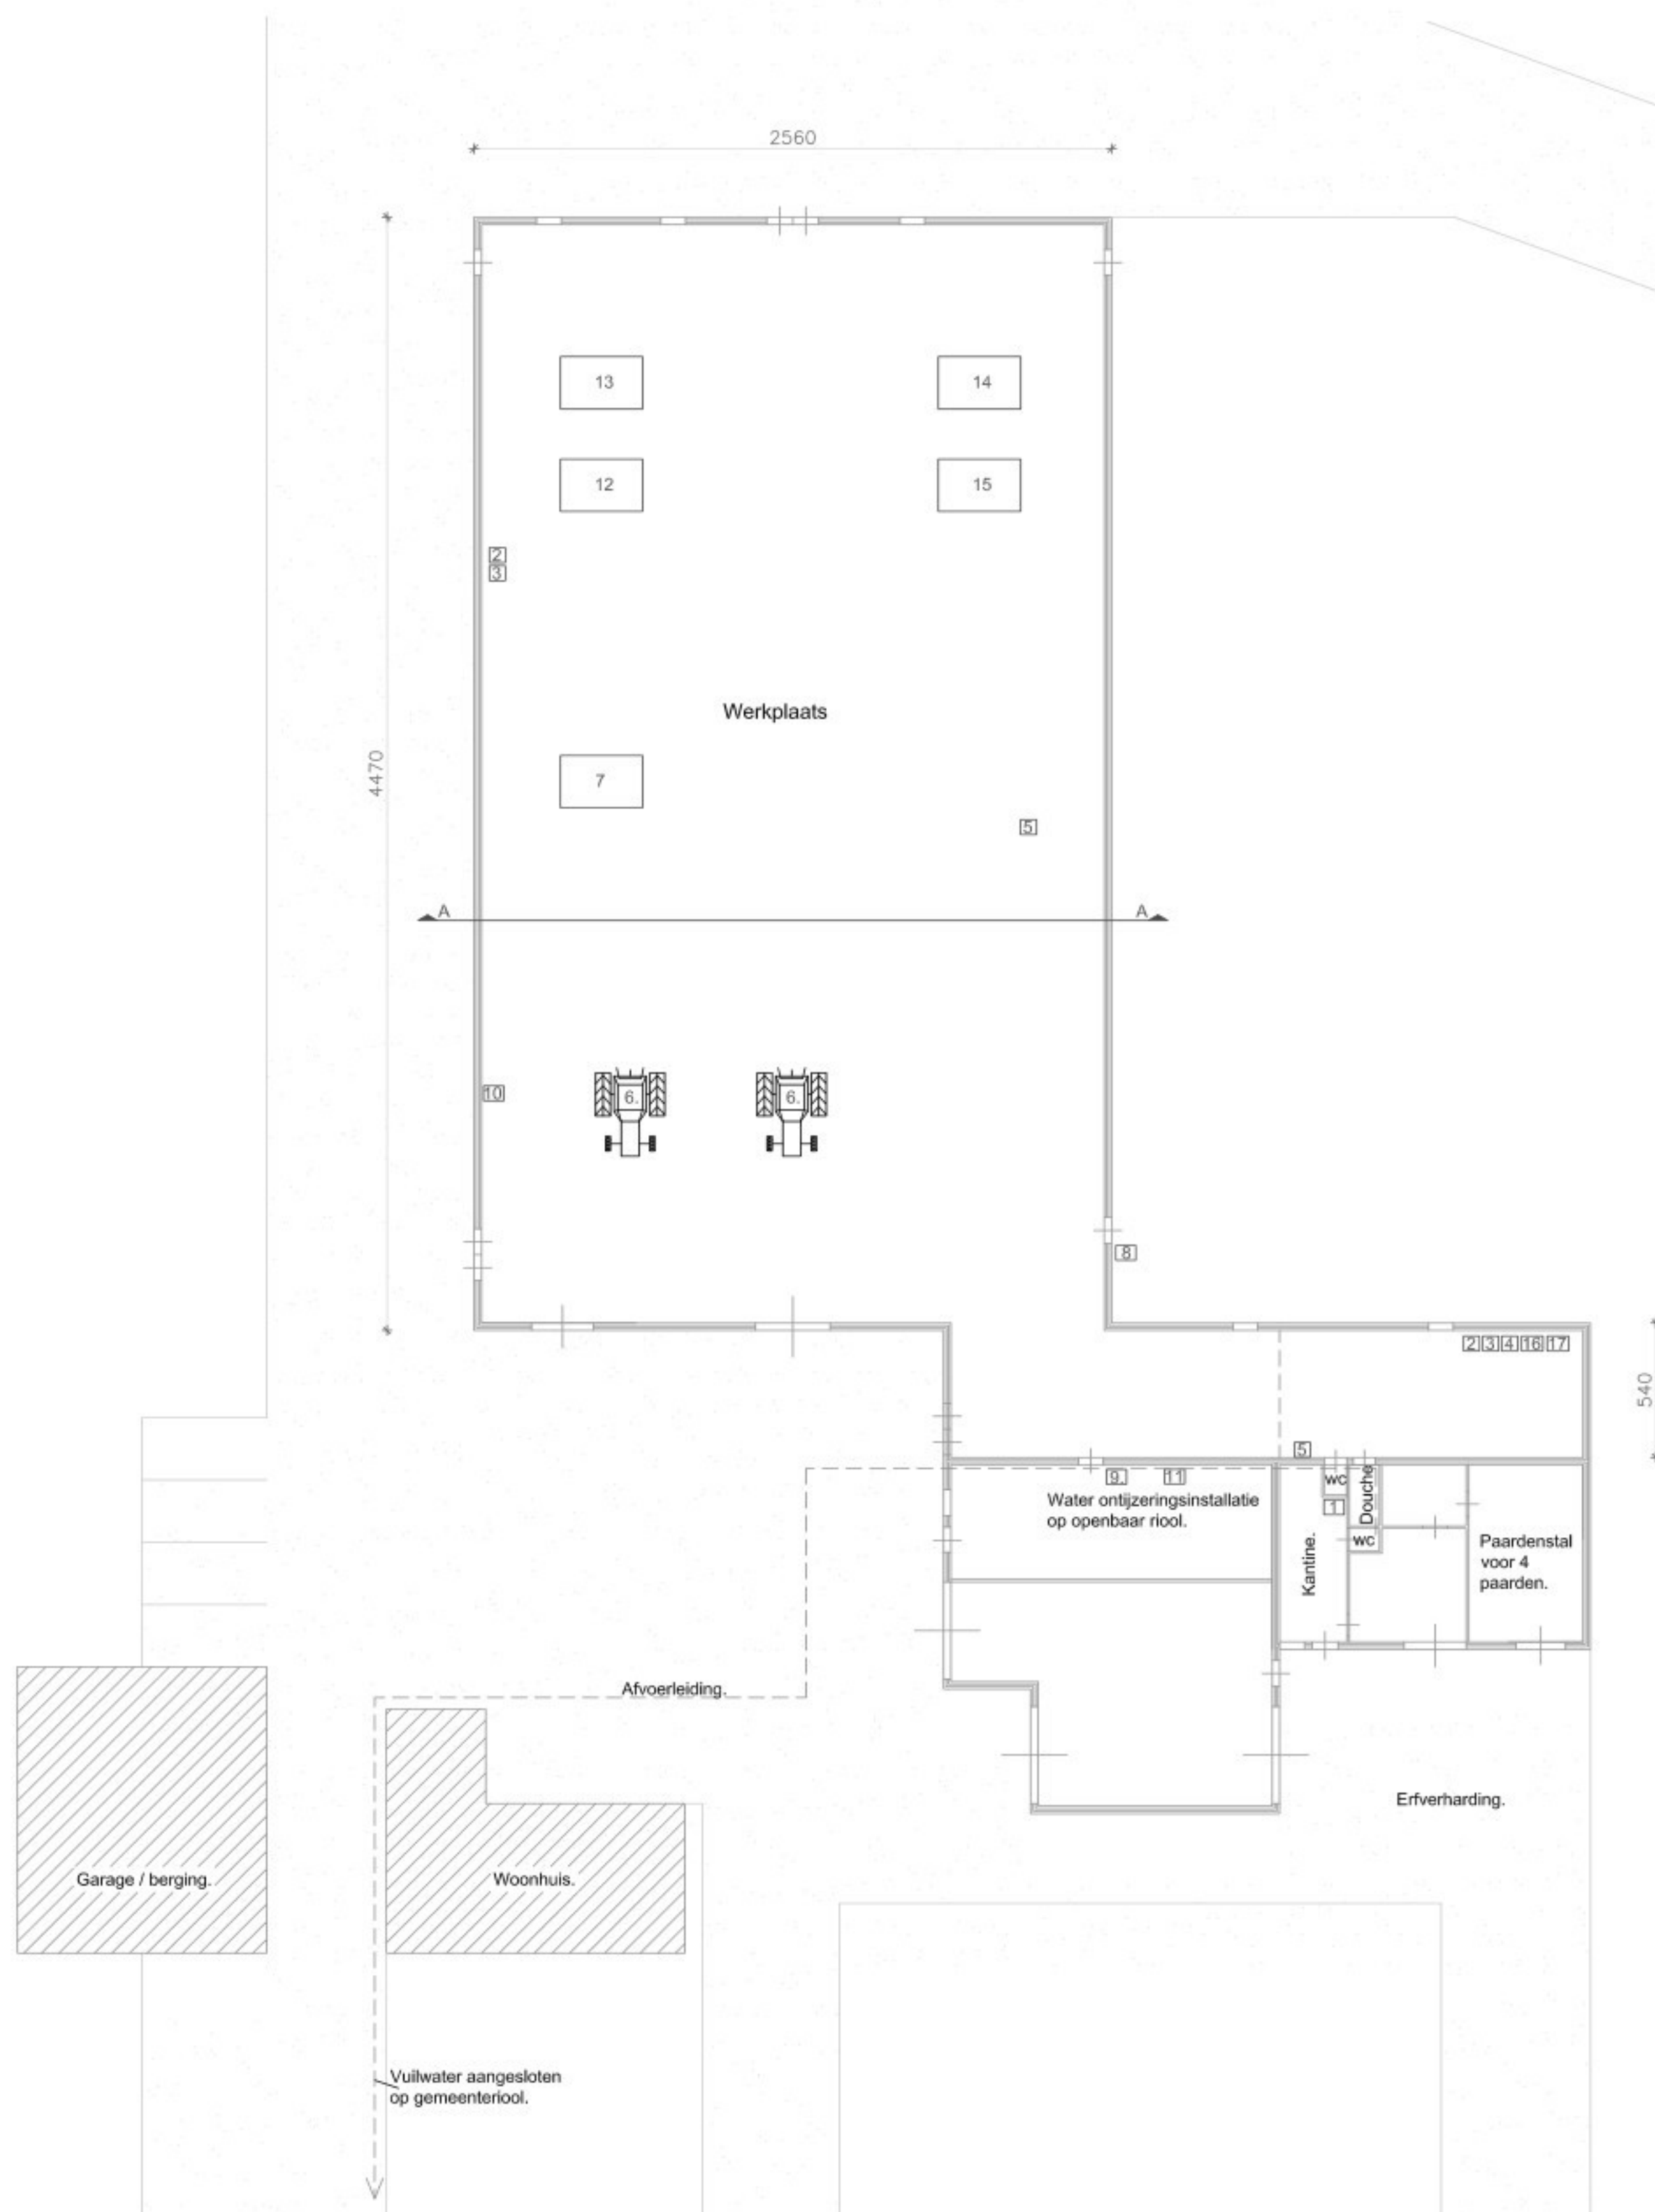 2560
13
14
12
15
2
3
4470
Werkplaats
7
5
A
A
10
6.
6.
8
2 3 4 16 17
540
5
9. 11
wc
Douche
Water ontijzeringsinstallatie
op openbaar riool.
1
Kantine.
wc
Paardenstal
voor 4
paarden.
Afvoerleiding.
Erfverharding.
Garage / berging.
Woonhuis.
Vuilwater aangesloten
op gemeenteriool.